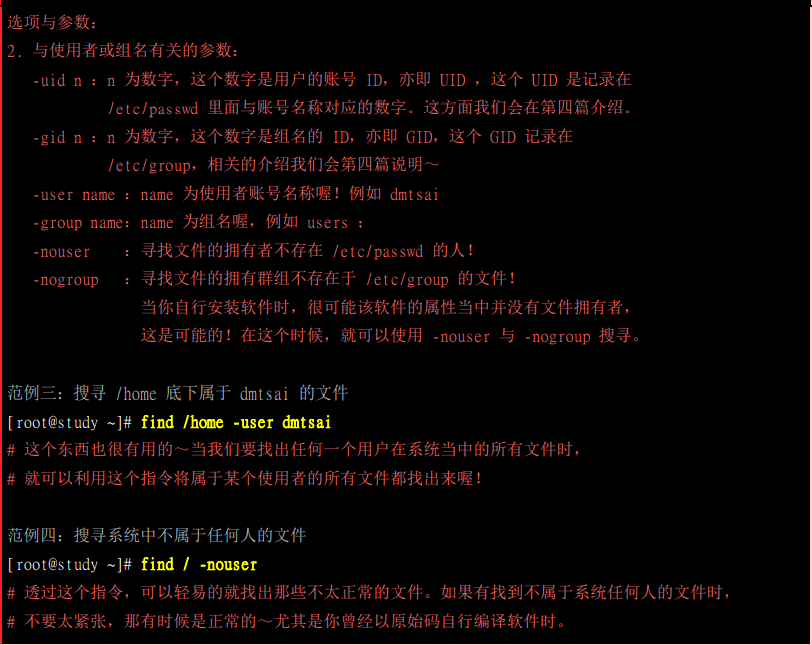 选项与参数：
2. 与使用者或组名有关的参数：
-uid n ：n 为数字，这个数字是用户的账号 ID，亦即 UID ，这个 UID 是记录在
/etc/passwd 里面与账号名称对应的数字。这方面我们会在第四篇介绍。
-gid n ：n 为数字，这个数字是组名的 ID，亦即 GID，这个 GID 记录在
/etc/group，相关的介绍我们会第四篇说明～
-user name ：name 为使用者账号名称喔！例如 dmtsai
-group name：name 为组名喔，例如 users ；
-nouser ：寻找文件的拥有者不存在 /etc/passwd 的人！
-nogroup ：寻找文件的拥有群组不存在于 /etc/group 的文件！
当你自行安装软件时，很可能该软件的属性当中并没有文件拥有者，
这是可能的！在这个时候，就可以使用 -nouser 与 -nogroup 搜寻。
范例三：搜寻 /home 底下属于 dmtsai 的文件
[root@study ~]# find /home -user dmtsai
# 这个东西也很有用的～当我们要找出任何一个用户在系统当中的所有文件时，
# 就可以利用这个指令将属于某个使用者的所有文件都找出来喔！
范例四：搜寻系统中不属于任何人的文件
[root@study ~]# find / -nouser
# 透过这个指令，可以轻易的就找出那些不太正常的文件。如果有找到不属于系统任何人的文件时，
# 不要太紧张，那有时候是正常的～尤其是你曾经以原始码自行编译软件时。